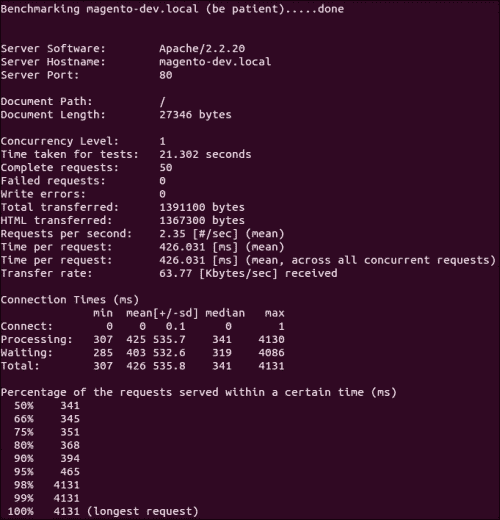 Benchmarking magento-dev.local (be patient).....done
Server Software:        Apache/2.2.20
Server Hostname:        magento-dev.local
Server Port:            80
Document Path:          /
Document Length:        27346 bytes
Concurrency Level:      1
Time taken for tests:   21.302 seconds
Complete requests:      50
Failed requests:        0
Write errors:           0
Total transferred:      1391100 bytes
HTML transferred:       1367300 bytes
Requests per second:    2.35 [#/sec] (mean)
Time per request:       426.031 [ms] (mean)
Time per request:       426.031 [ms] (mean, across all concurrent requests)
Transfer rate:          63.77 [Kbytes/sec] received
Connection Times (ms)
              min  mean[+/-sd] median   max
Connect:        0    0   0.1      0       1
Processing:   307  425 535.7    341    4130
Waiting:      285  403 532.6    319    4086
Total:        307  426 535.8    341    4131
Percentage of the requests served within a certain time (ms)
  50%    341
  66%    345
  75%    351
  80%    368
  90%    394
  95%    465
  98%   4131
  99%   4131
 100%   4131 (longest request)